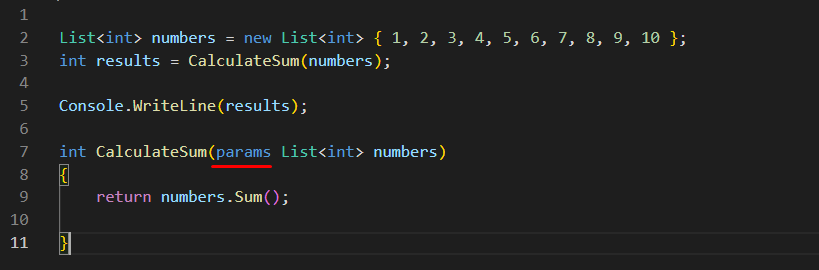 1
2 List<int> numbers = new List<int> { 1, 2, 3, 4, 5, 6, 7, 8, 9, 10 };
3 int results = CalculateSum(numbers);
4
5 Console.WriteLine(results);
6
7 int CalculateSum(params List<int> numbers)
8 {
9     return numbers.Sum();
10
11 }